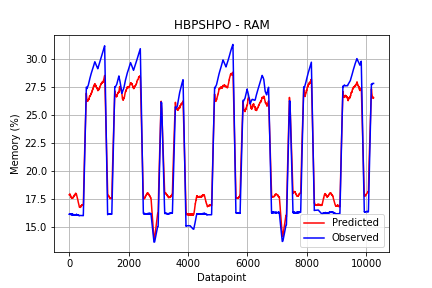 HBPSHPO - RAM
Memory (%)
30.0
27.5
25.0
22.5
20.0
17.5
15.0
0
2000
4000
6000
8000
10000
Datapoint
Predicted
Observed